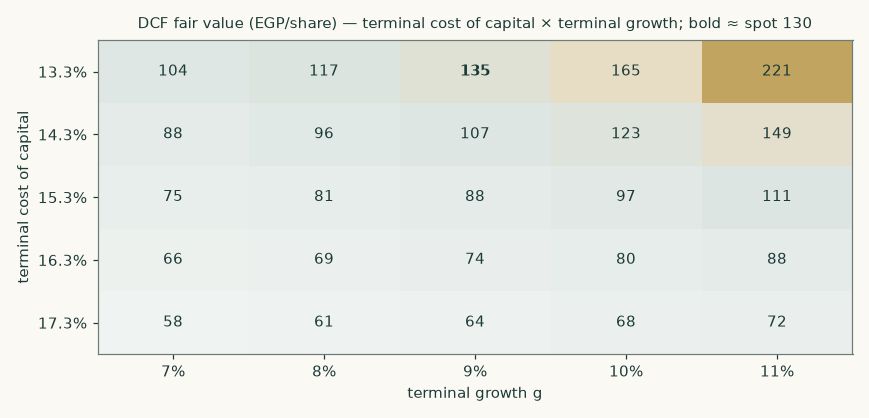 DCF fair value (EGP/share) — terminal cost of capital × terminal growth; bold ≈ spot 130
terminal cost of capital
13.3% 104 117 135 165 221
14.3% 88 96 107 123 149
15.3% 75 81 88 97 111
16.3% 66 69 74 80 88
17.3% 58 61 64 68 72
7% 8% 9% 10% 11%
terminal growth g